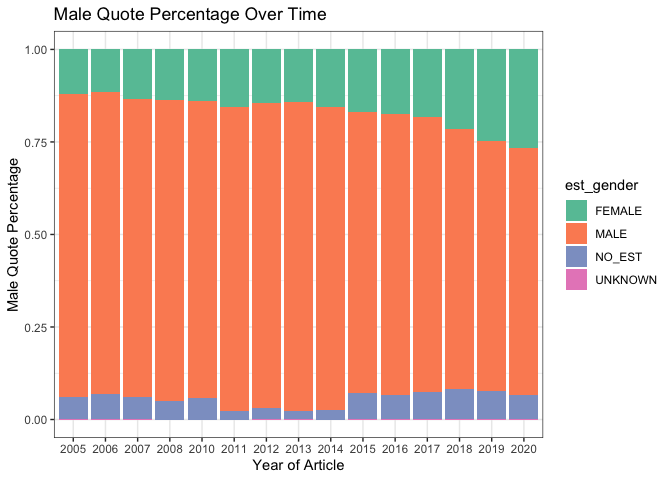 Male Quote Percentage Over Time
1.00
0.75
0.50
0.25
0.00
Male Quote Percentage
2005 2006 2007 2008 2010 2011 2012 2013 2014 2015 2016 2017 2018 2019 2020
Year of Article
est_gender
FEMALE
MALE
NO_EST
UNKNOWN